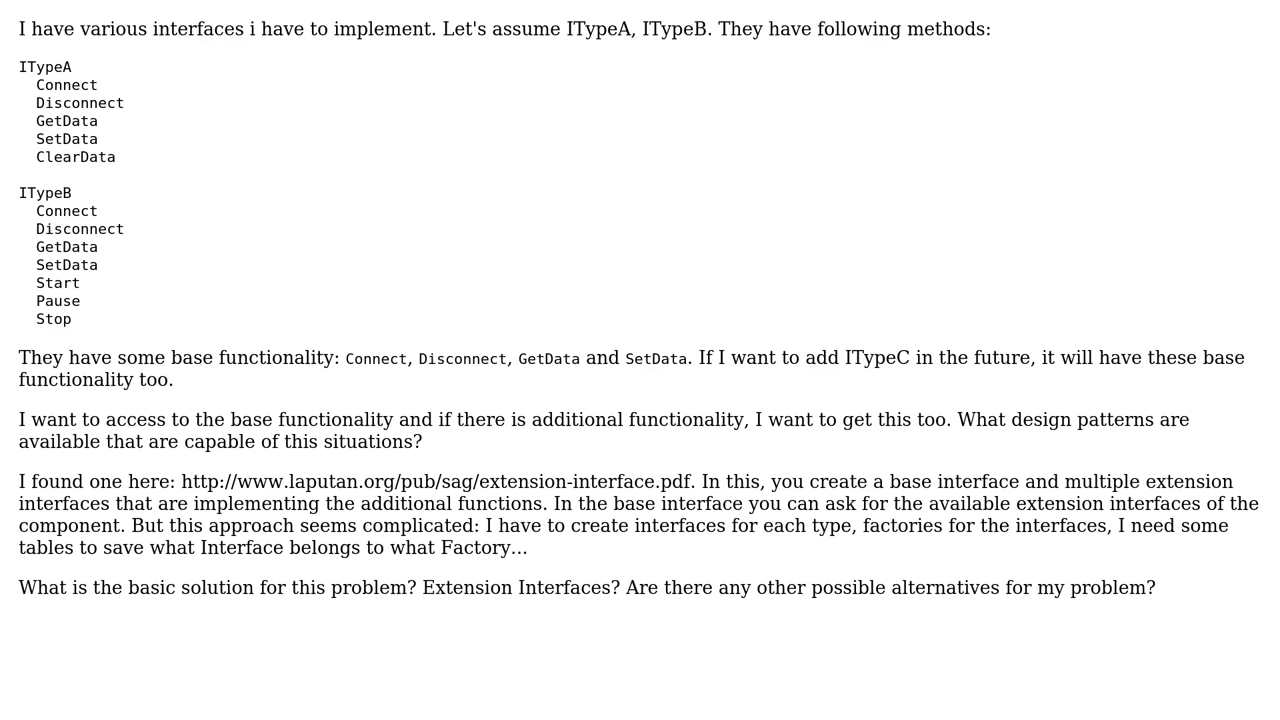 I have various interfaces i have to implement. Let's assume ITypeA, ITypeB. They have following methods:
ITypeA
Connect
Disconnect
GetData
SetData
ClearData
ITypeB
Connect
Disconnect
GetData
SetData
Start
Pause
Stop
They have some base functionality: Connect, Disconnect, GetData and SetData. If I want to add ITypeC in the future, it will have these base
functionality too.
I want to access to the base functionality and if there is additional functionality, I want to get this too. What design patterns are
available that are capable of this situations?
I found one here: http://www.laputan.org/pub/sag/extension-interface.pdf. In this, you create a base interface and multiple extension
interfaces that are implementing the additional functions. In the base interface you can ask for the available extension interfaces of the
component. But this approach seems complicated: I have to create interfaces for each type, factories for the interfaces, I need some
tables to save what Interface belongs to what Factory...
What is the basic solution for this problem? Extension Interfaces? Are there any other possible alternatives for my problem?